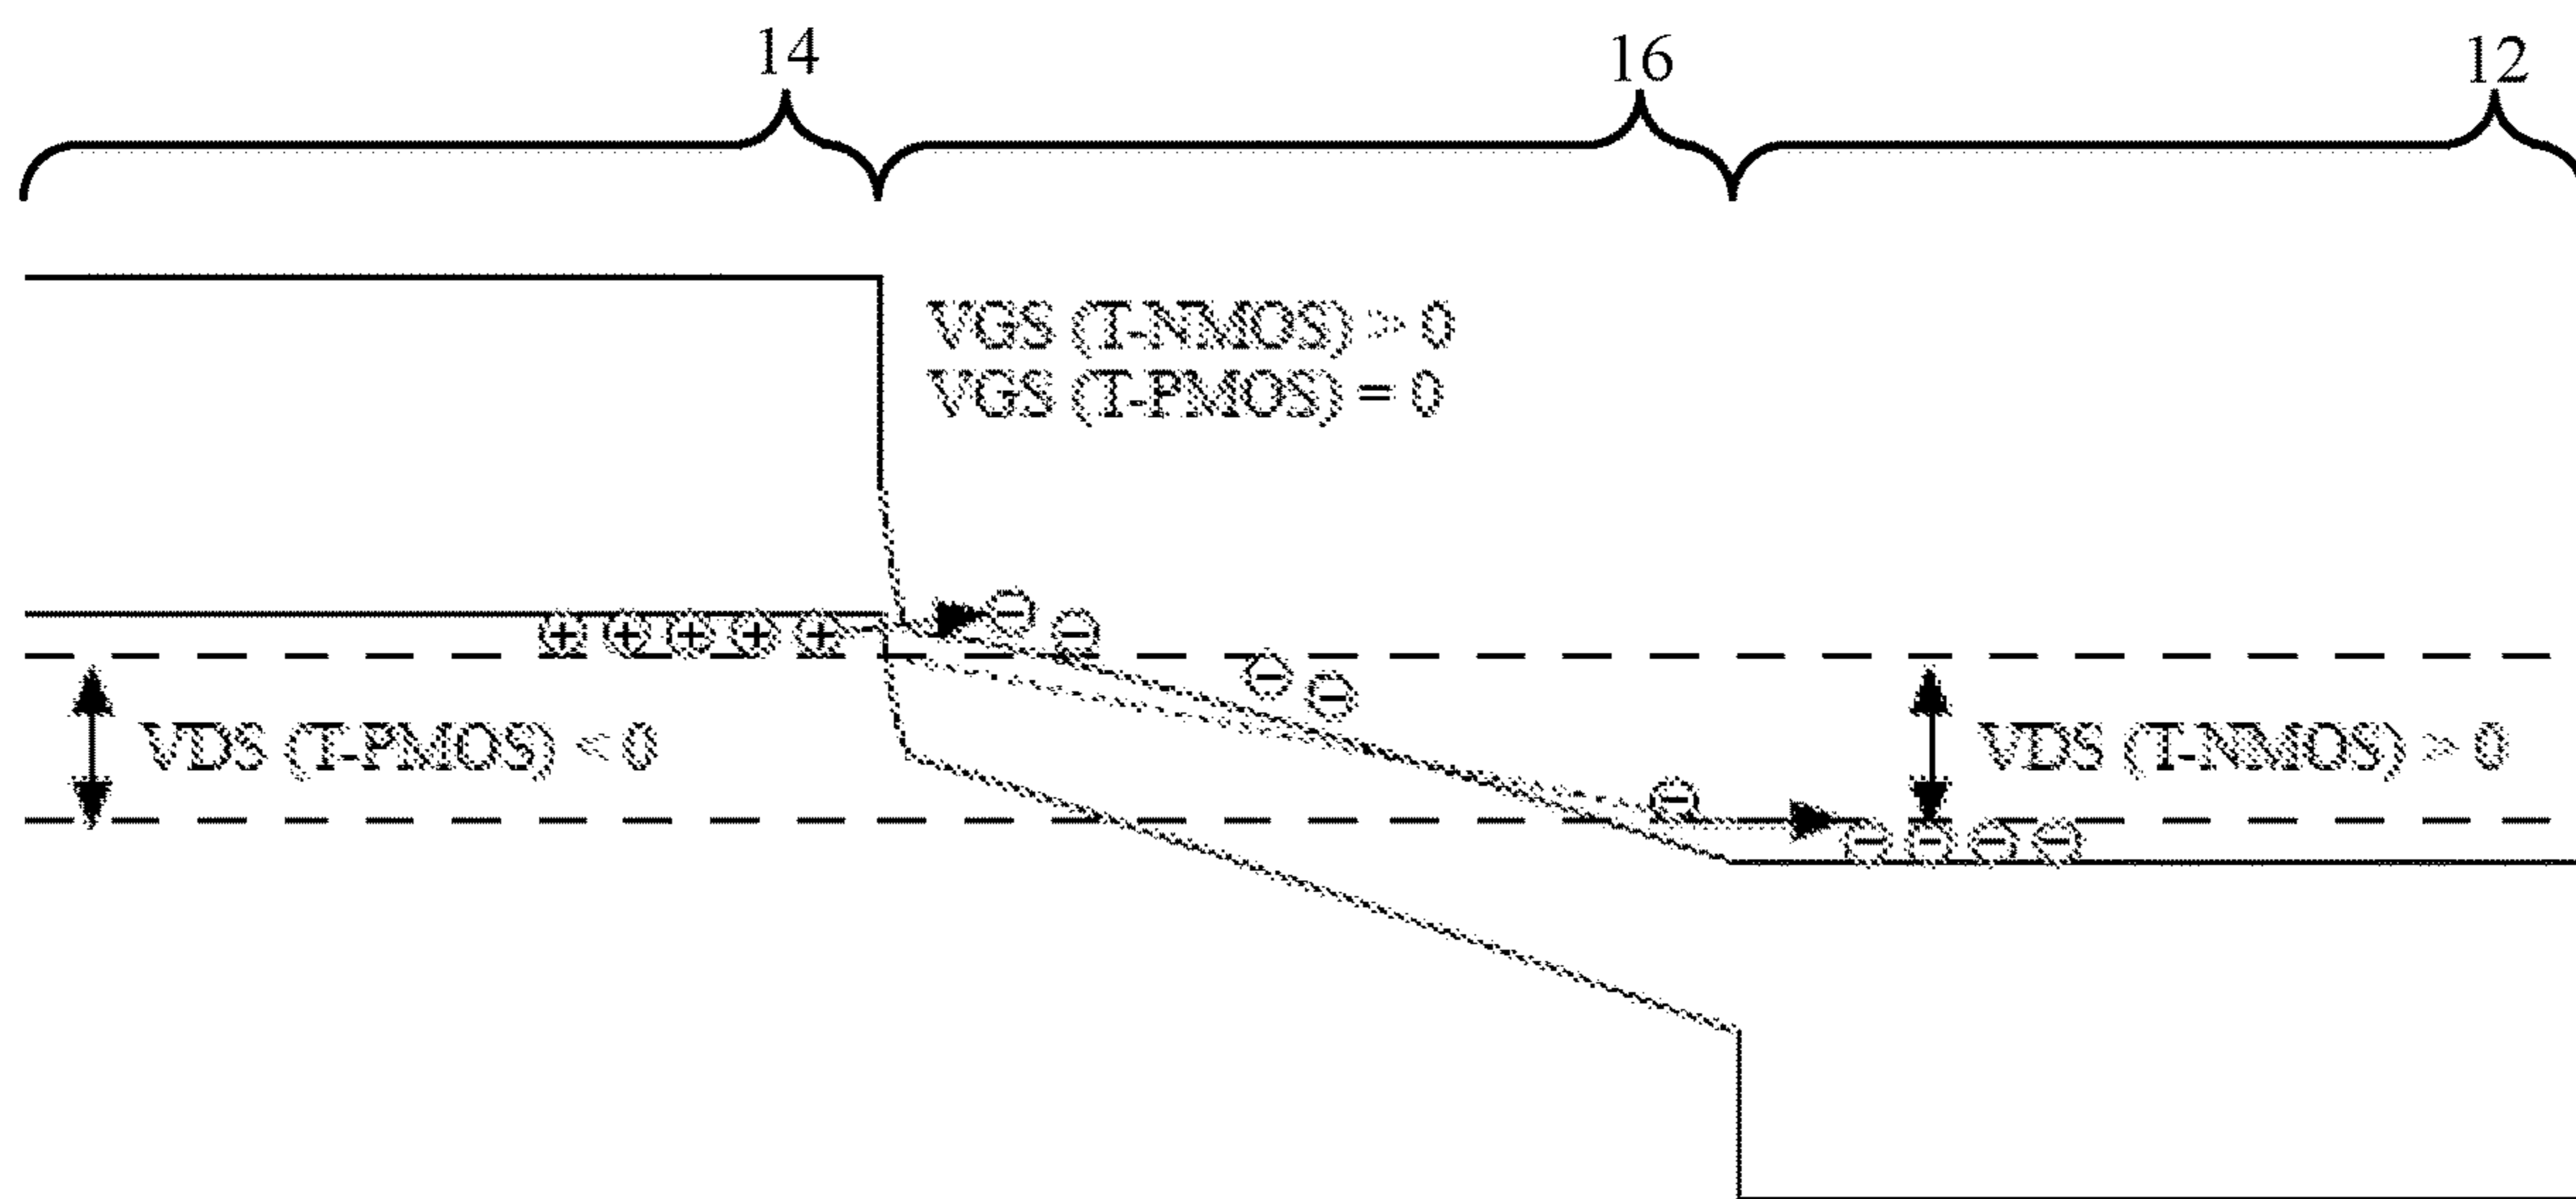 14
16
12
VGS (T-NMOS) > 0
VGS (T-PMOS) = 0
VDS (T-PMOS) < 0
VDS (T-NMOS) > 0